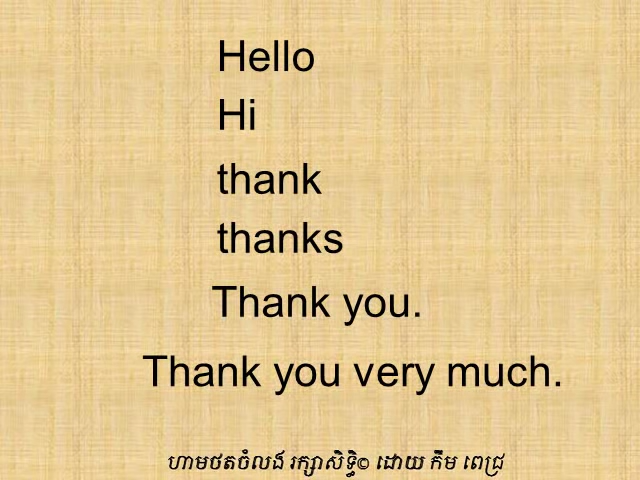 Hello
Hi
thank
thanks
Thank you.
Thank you very much.
ហាមថតចំលង រក្សាសិទ្ធិ© ដោយ កឹម ពេជ្រ